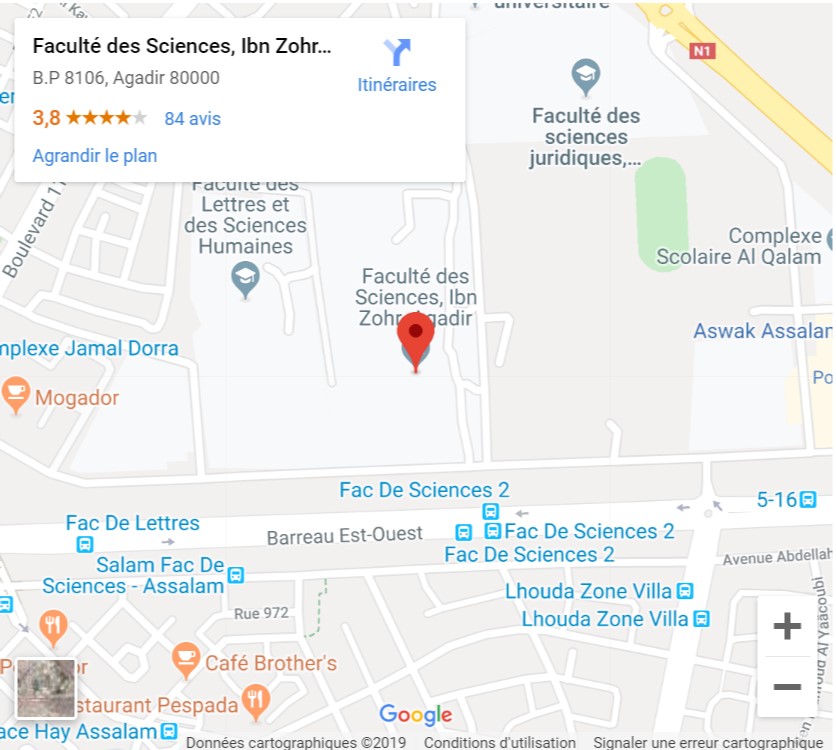 universitaire
N1
Faculté des Sciences, Ibn Zohr...
B.P 8106, Agadir 80000
3,8
84 avis
Itinéraires
Agrandir le plan
Faculté des
sciences
juridiques,...
Boulevard 11
Faculté des
Lettres et
des Sciences
Humaines
Complexe
Scolaire Al Qalam
Faculté des
Sciences, Ibn
Zohr, Agadir
Aswak Assalam
mplexe Jamal Dorra
Po
Mogador
Fac De Sciences 2
5-16
Fac De Lettres
Barreau Est-Ouest
Fac De Sciences 2
Fac De Sciences 2
Avenue Abdellah
Salam Fac De
Sciences - Assalam
Lhouda Zone Villa
Rue 972
Lhouda Zone Villa
Al Yaacoubi
Café Brother's
staurant Pespada
ace Hay Assalam
Google
Données cartographiques ©2019
Conditions d'utilisation
Signaler une erreur cartographique